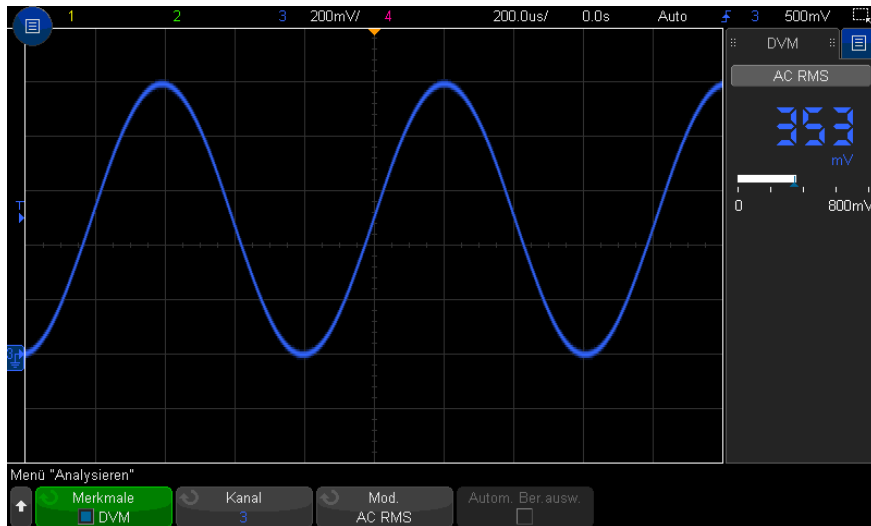 1 2 3 200mV/ 4 200.0us/ 0.0s Auto 3 500mV
DVM
AC RMS
353
mV
0 800mV
T
3
Menü "Analysieren"
Merkmale Kanal Mod. Autom. Ber.ausw.
DVM 3 AC RMS